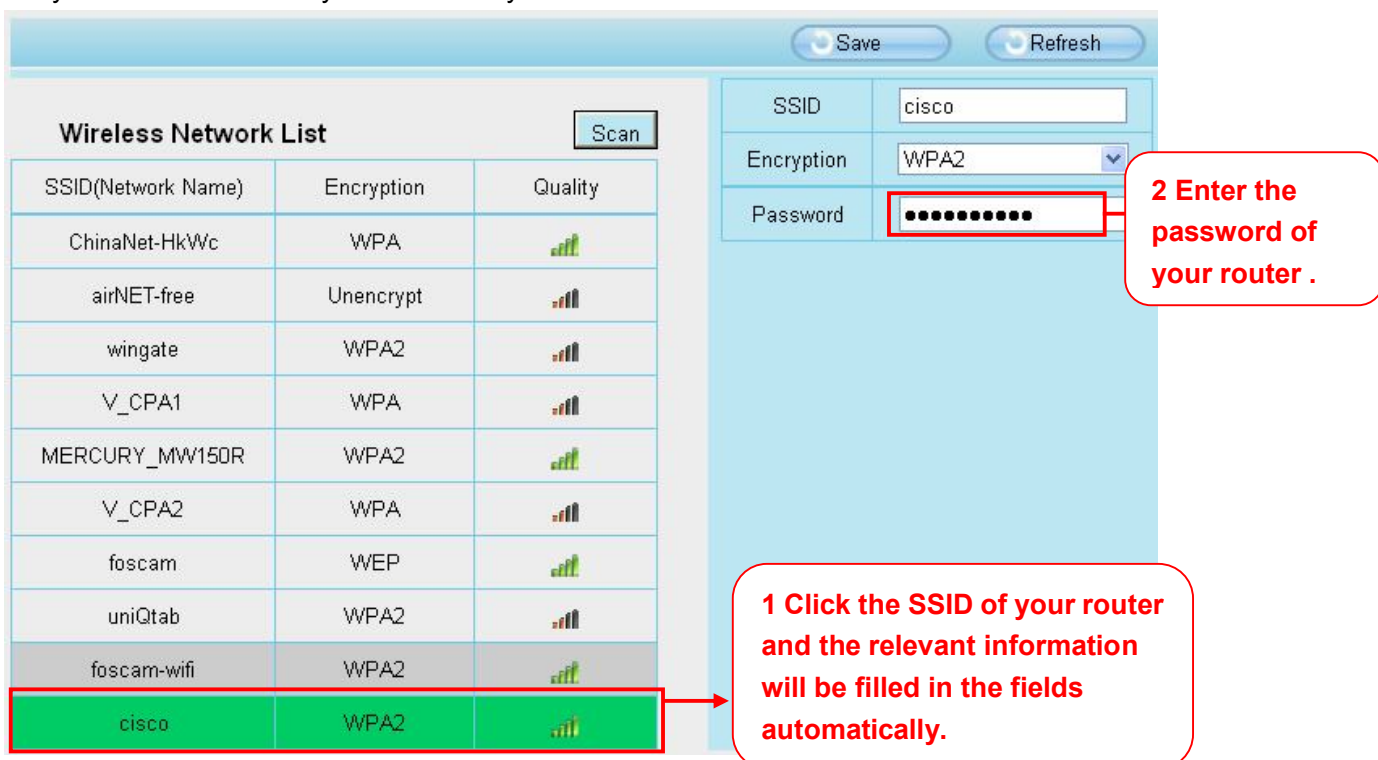 Save Refresh
Wireless Network List Scan
SSID(Network Name) Encryption Quality
ChinaNet-HkWc WPA
airNET-free Unencrypt
wingate WPA2
V_CPA1 WPA
MERCURY_MW150R WPA2
V_CPA2 WPA
foscam WEP
uniQtab WPA2
foscam-wifi WPA2
cisco WPA2
SSID cisco
Encryption WPA2
Password ●●●●●●●●●●
2 Enter the
password of
your router .
1 Click the SSID of your router
and the relevant information
will be filled in the fields
automatically.